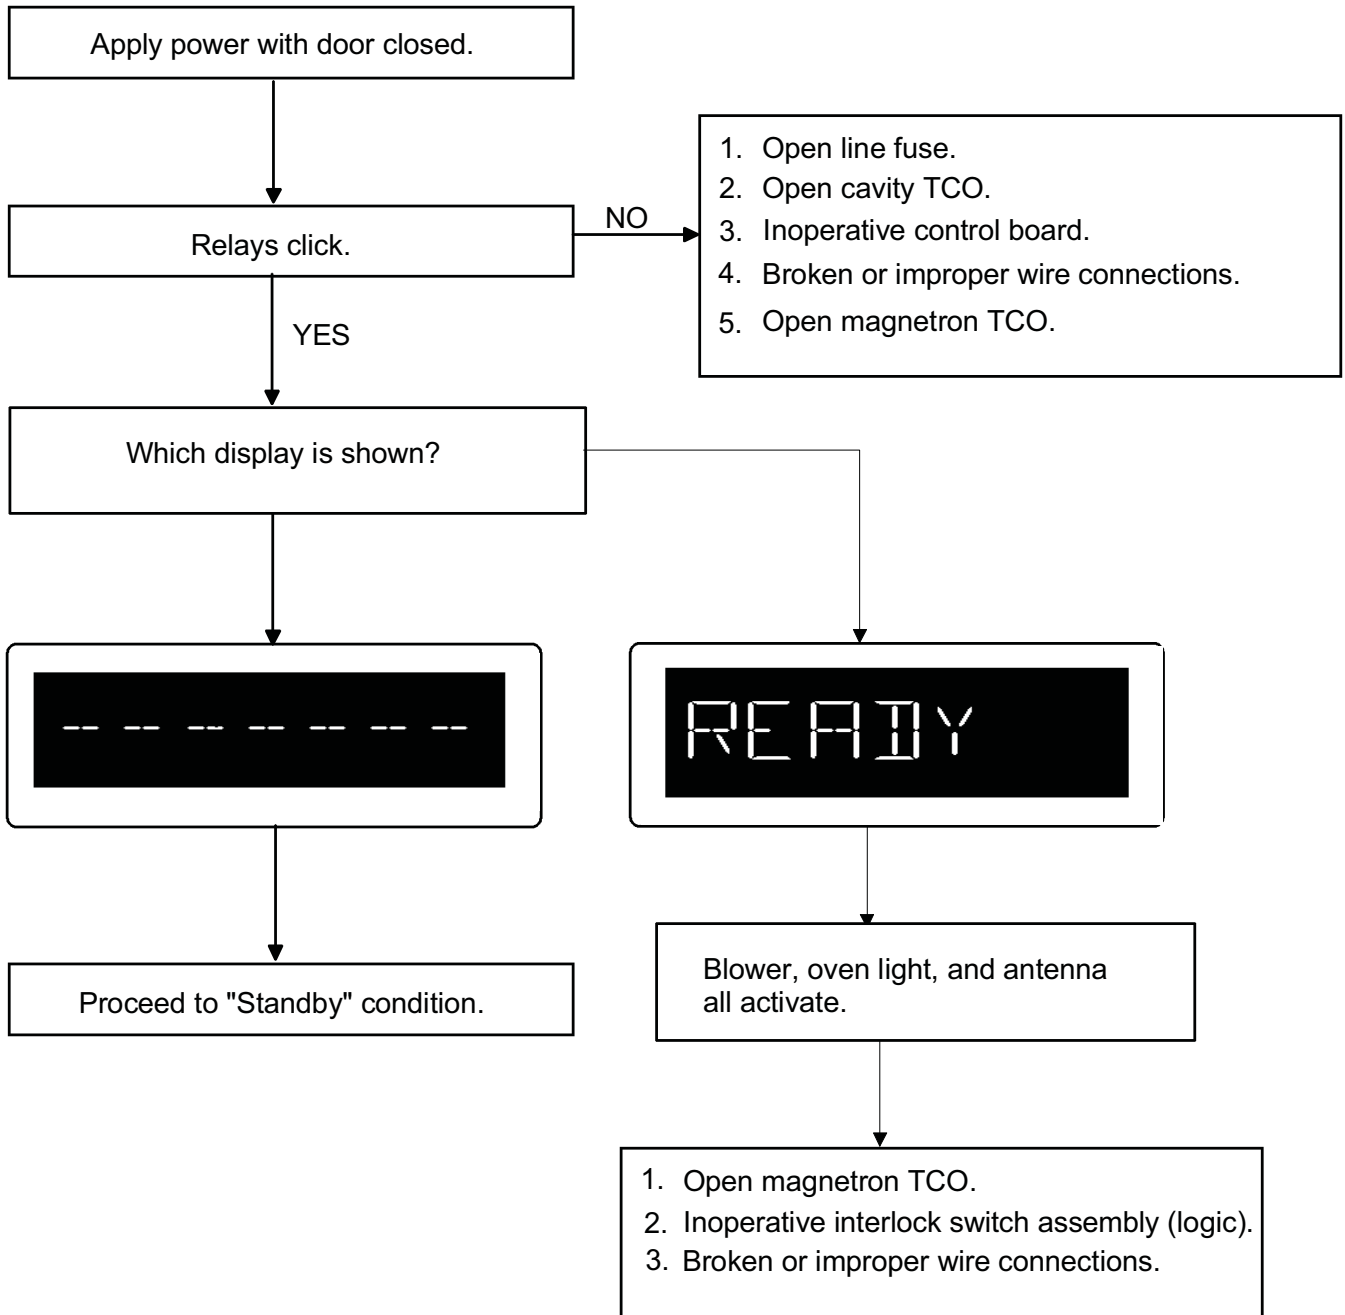 Apply power with door closed.
Relays click.
NO
1. Open line fuse.
2. Open cavity TCO.
3. Inoperative control board.
4. Broken or improper wire connections.
5. Open magnetron TCO.
YES
Which display is shown?
-- -- -- -- -- -- --
READY
Proceed to "Standby" condition.
Blower, oven light, and antenna
all activate.
1. Open magnetron TCO.
2. Inoperative interlock switch assembly (logic).
3. Broken or improper wire connections.